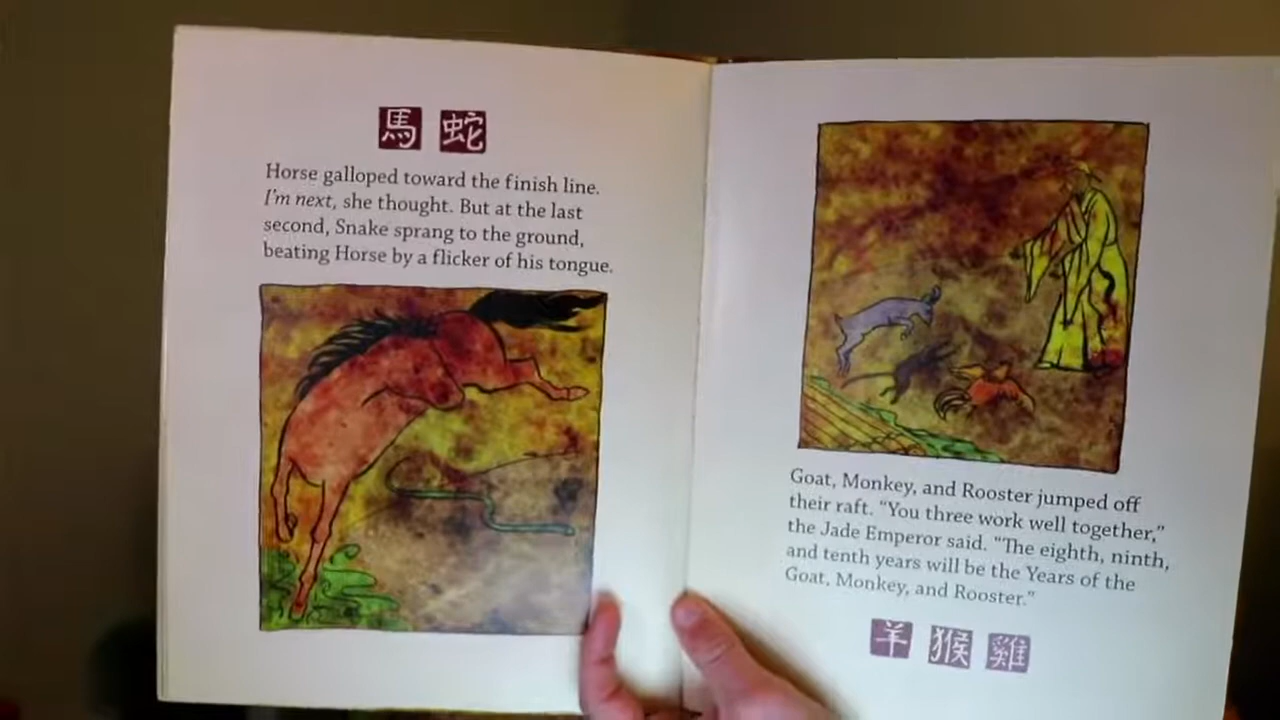 馬 蛇
Horse galloped toward the finish line.
I'm next, she thought. But at the last
second, Snake sprang to the ground,
beating Horse by a flicker of his tongue.
Goat, Monkey, and Rooster jumped off
their raft. “You three work well together,”
the Jade Emperor said. “The eighth, ninth,
and tenth years will be the Years of the
Goat, Monkey, and Rooster.”
羊 猴 雞